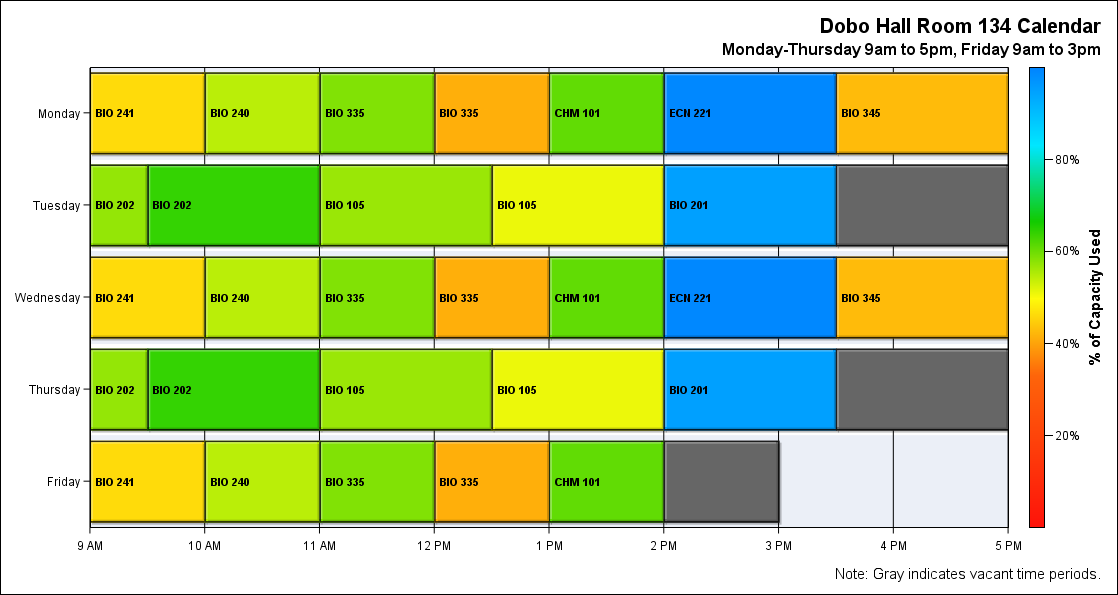 Dobo Hall Room 134 Calendar
Monday-Thursday 9am to 5pm, Friday 9am to 3pm
Monday
BIO 241
BIO 240
BIO 335
BIO 335
CHM 101
ECN 221
BIO 345
Tuesday
BIO 202
BIO 202
BIO 105
BIO 105
BIO 201
Wednesday
BIO 241
BIO 240
BIO 335
BIO 335
CHM 101
ECN 221
BIO 345
Thursday
BIO 202
BIO 202
BIO 105
BIO 105
BIO 201
Friday
BIO 241
BIO 240
BIO 335
BIO 335
CHM 101
9 AM
10 AM
11 AM
12 PM
1 PM
2 PM
3 PM
4 PM
5 PM
80%
60%
40%
20%
% of Capacity Used
Note: Gray indicates vacant time periods.